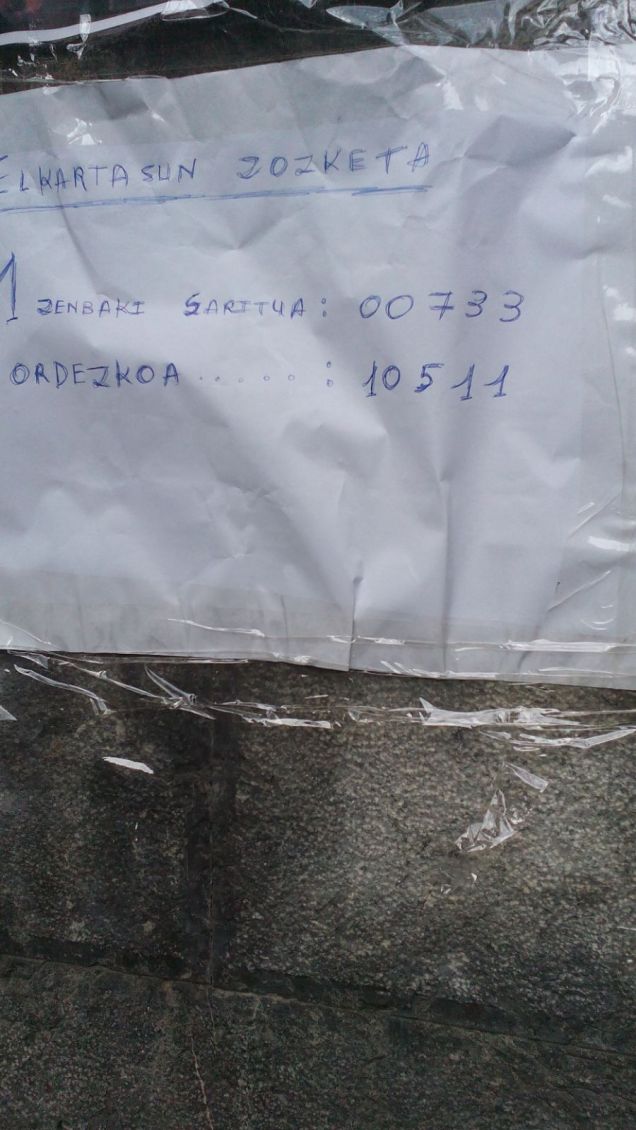 ELKARTASUN ZOZKETA
1 ZENBAKI SARITUA: 00733
ORDEZKOA ..... : 10511